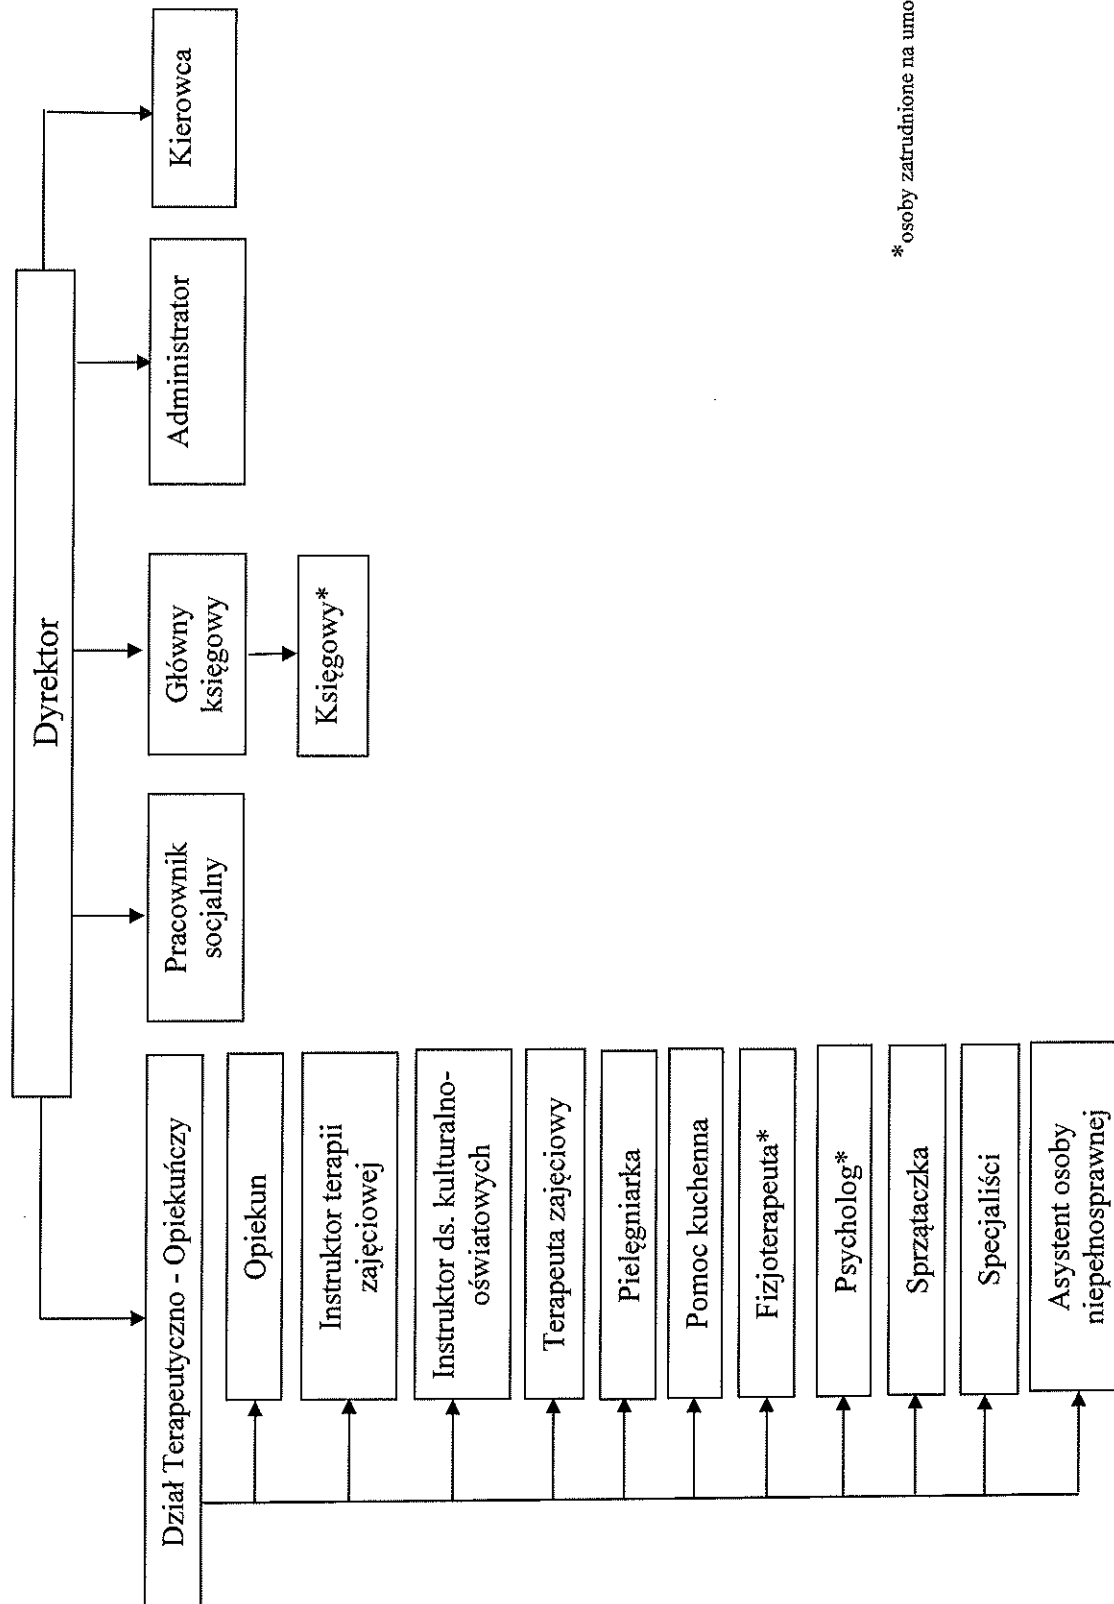 Dyrektor
Dział Terapeutyczno - Opiekuńczy
Pracownik
socjalny
Główny
księgowy
Administrator
Kierowca
Księgowy*
Opiekun
Instruktor terapii
zajęciowej
Instruktor ds. kulturalno-
oświatowych
Terapeuta zajęciowy
Pielęgniarka
Pomoc kuchenna
Fizjoterapeuta*
Psycholog*
Sprzątaczka
Specjaliści
Asystent osoby
niepełnosprawnej
*osoby zatrudnione na umo